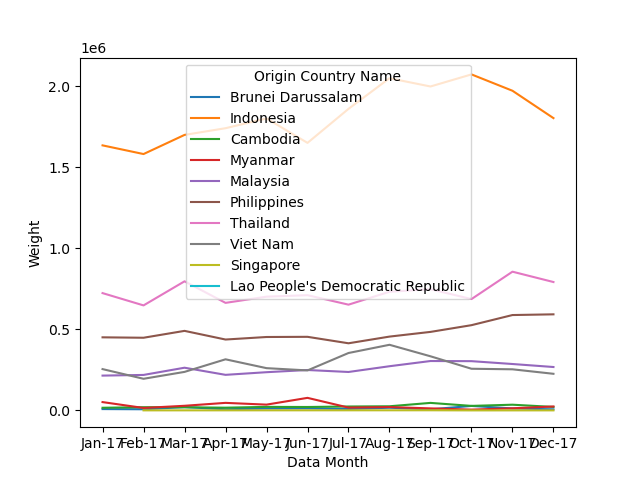 1e6
Origin Country Name
Brunei Darussalam
Indonesia
Cambodia
Myanmar
Malaysia
Philippines
Thailand
Viet Nam
Singapore
Lao People's Democratic Republic
2.0
1.5
1.0
0.5
0.0
Weight
Jan-17 Feb-17 Mar-17 Apr-17 May-17 Jun-17 Jul-17 Aug-17 Sep-17 Oct-17 Nov-17 Dec-17
Data Month